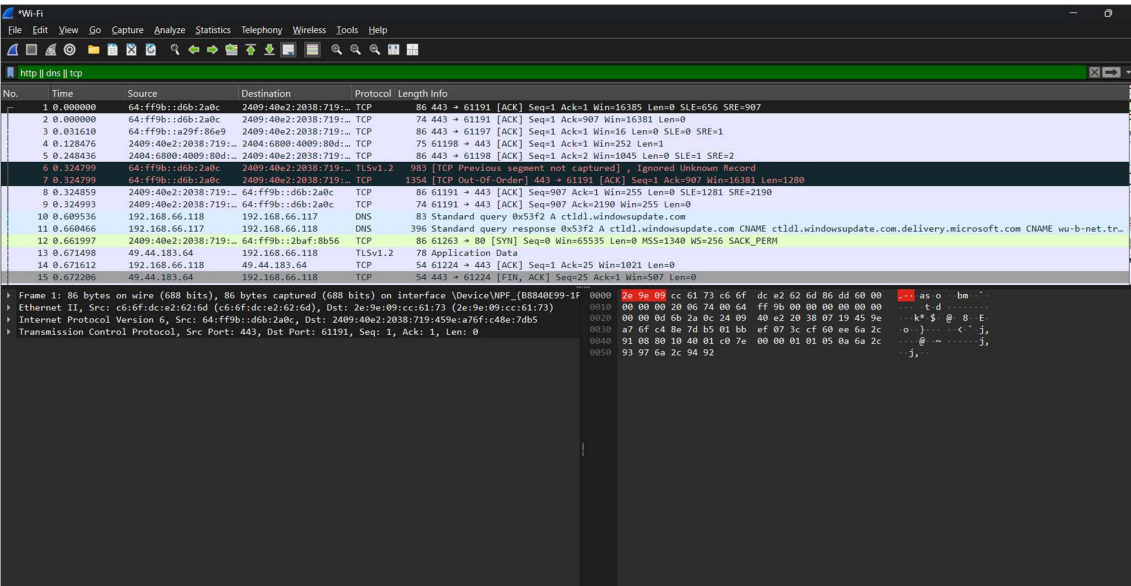 *Wi-Fi
File Edit View Go Capture Analyze Statistics Telephony Wireless Tools Help
http || dns || tcp
No. Time Source Destination Protocol Length Info
1 0.000000 64:ff9b::d6b:2a0c 2409:40e2:2038:719:… TCP 86 443 → 61191 [ACK] Seq=1 Ack=1 Win=16385 Len=0 SLE=656 SRE=907
2 0.000000 64:ff9b::d6b:2a0c 2409:40e2:2038:719:… TCP 74 443 → 61191 [ACK] Seq=1 Ack=907 Win=16381 Len=0
3 0.031610 64:ff9b::a29f:86e9 2409:40e2:2038:719:… TCP 86 443 → 61197 [ACK] Seq=1 Ack=1 Win=16 Len=0 SLE=0 SRE=1
4 0.128476 2409:40e2:2038:719:… 2404:6800:4009:80d:… TCP 75 61198 → 443 [ACK] Seq=1 Ack=1 Win=252 Len=1
5 0.248436 2404:6800:4009:80d:… 2409:40e2:2038:719:… TCP 86 443 → 61198 [ACK] Seq=1 Ack=2 Win=1045 Len=0 SLE=1 SRE=2
6 0.324799 64:ff9b::d6b:2a0c 2409:40e2:2038:719:… TLSv1.2 983 [TCP Previous segment not captured] , Ignored Unknown Record
7 0.324799 64:ff9b::d6b:2a0c 2409:40e2:2038:719:… TCP 1354 [TCP Out-Of-Order] 443 → 61191 [ACK] Seq=1 Ack=907 Win=16381 Len=1280
8 0.324859 2409:40e2:2038:719:… 64:ff9b::d6b:2a0c TCP 86 61191 → 443 [ACK] Seq=907 Ack=1 Win=255 Len=0 SLE=1281 SRE=2190
9 0.324993 2409:40e2:2038:719:… 64:ff9b::d6b:2a0c TCP 74 61191 → 443 [ACK] Seq=907 Ack=2190 Win=255 Len=0
10 0.609536 192.168.66.118 192.168.66.117 DNS 83 Standard query 0x53f2 A ctldl.windowsupdate.com
11 0.660466 192.168.66.117 192.168.66.118 DNS 396 Standard query response 0x53f2 A ctldl.windowsupdate.com CNAME ctldl.windowsupdate.com.delivery.microsoft.com CNAME wu-b-net.tr…
12 0.661997 2409:40e2:2038:719:… 64:ff9b::2baf:8b56 TCP 86 61263 → 80 [SYN] Seq=0 Win=65535 Len=0 MSS=1340 WS=256 SACK_PERM
13 0.671498 49.44.183.64 192.168.66.118 TLSv1.2 78 Application Data
14 0.671612 192.168.66.118 49.44.183.64 TCP 54 61224 → 443 [ACK] Seq=1 Ack=25 Win=1021 Len=0
15 0.672206 49.44.183.64 192.168.66.118 TCP 54 443 → 61224 [FIN, ACK] Seq=25 Ack=1 Win=507 Len=0
Frame 1: 86 bytes on wire (688 bits), 86 bytes captured (688 bits) on interface \Device\NPF_{B8840E99-1F
Ethernet II, Src: c6:6f:dc:e2:62:6d (c6:6f:dc:e2:62:6d), Dst: 2e:9e:09:cc:61:73 (2e:9e:09:cc:61:73)
Internet Protocol Version 6, Src: 64:ff9b::d6b:2a0c, Dst: 2409:40e2:2038:719:459e:a76f:c48e:7db5
Transmission Control Protocol, Src Port: 443, Dst Port: 61191, Seq: 1, Ack: 1, Len: 0
0000 2e 9e 09 cc 61 73 c6 6f dc e2 62 6d 86 dd 60 00 ...·as·o ··bm··`·
0010 00 00 00 20 06 74 00 64 ff 9b 00 00 00 00 00 00 ··· ·t·d ········
0020 00 00 0d 6b 2a 0c 24 09 40 e2 20 38 07 19 45 9e ···k*·$· @· 8··E·
0030 a7 6f c4 8e 7d b5 01 bb ef 07 3c cf 60 ee 6a 2c ·o··}··· ··<·`·j,
0040 91 08 80 10 40 01 c0 7e 00 00 01 01 05 0a 6a 2c ····@··~ ······j,
0050 93 97 6a 2c 94 92 ··j,··